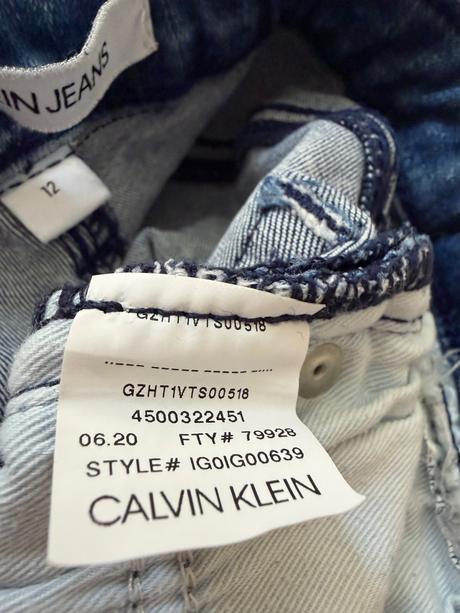 IN JEANS
12
GZHT1VTS00518
GZHT1VTS00518
4500322451
06.20 FTY# 79928
STYLE# IG0IG00639
CALVIN KLEIN